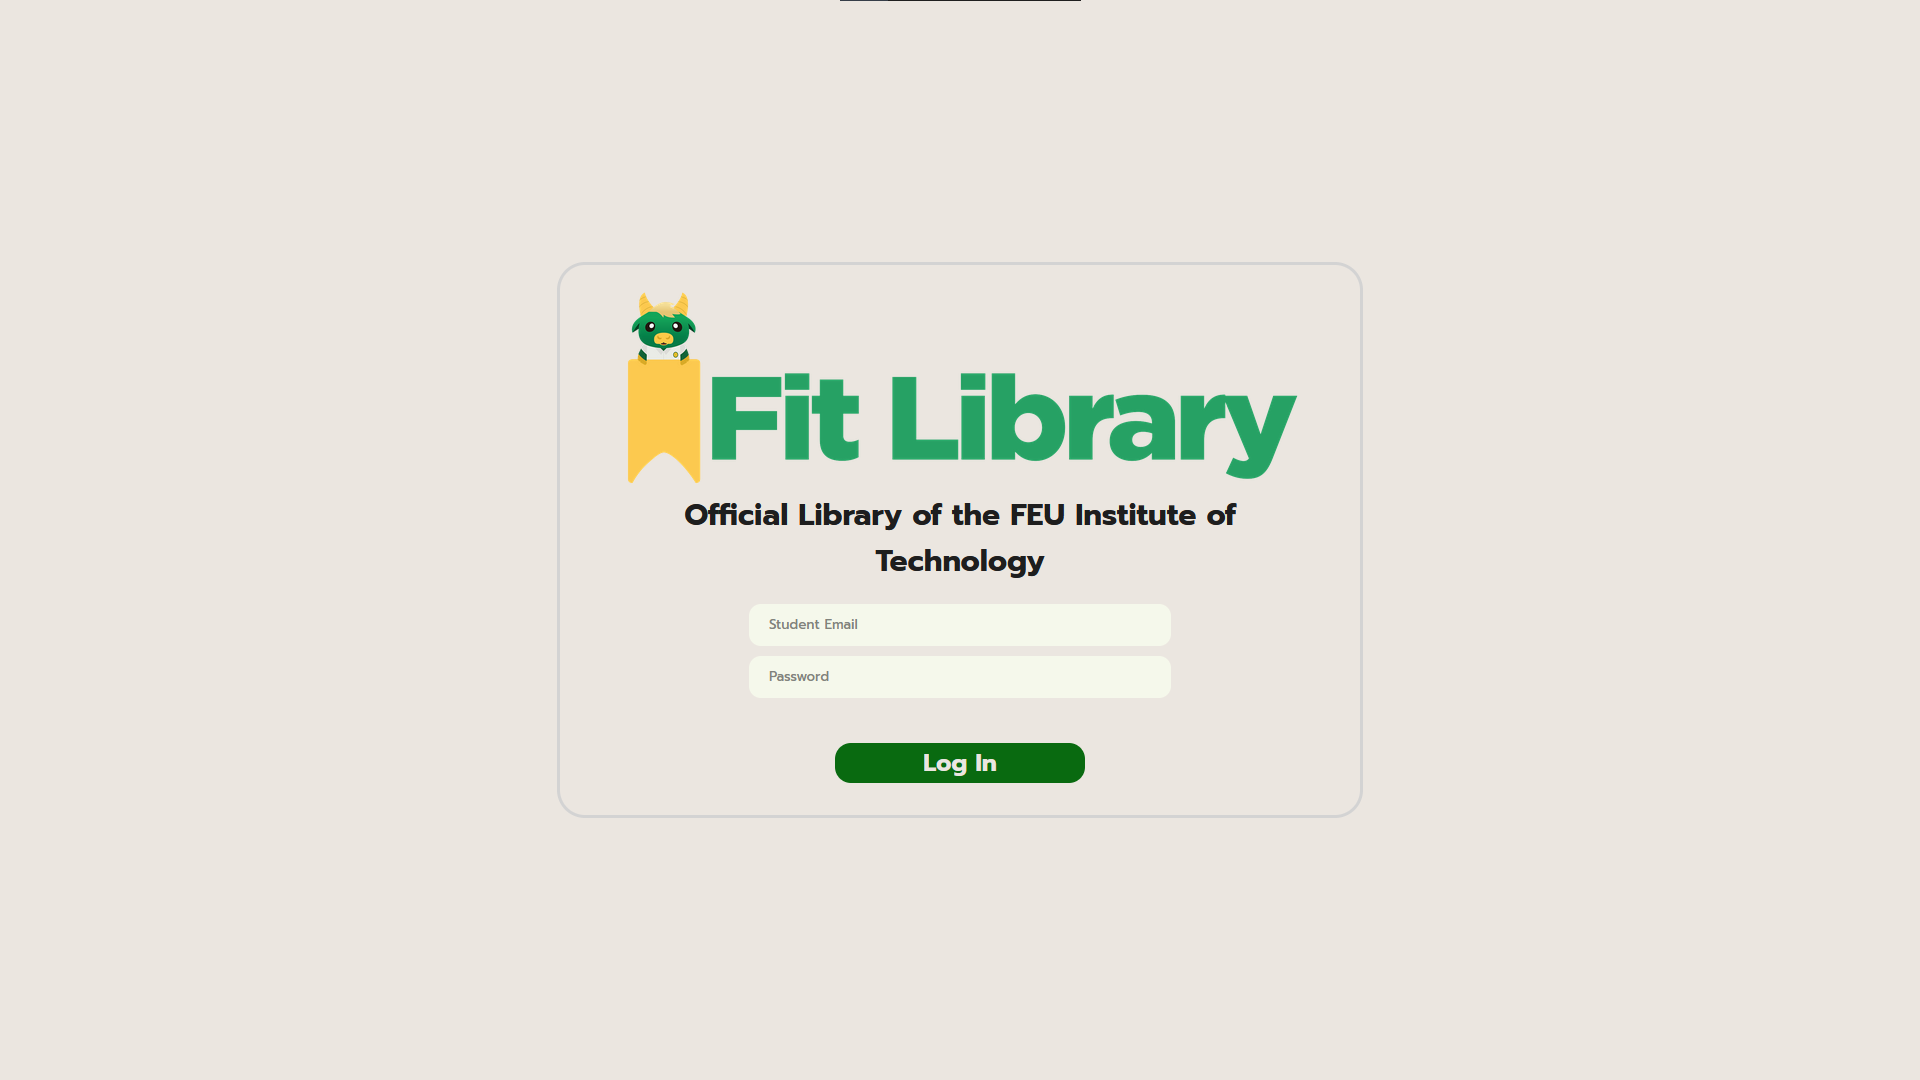 Fit Library
Official Library of the FEU Institute of
Technology
Student Email
Password
Log In